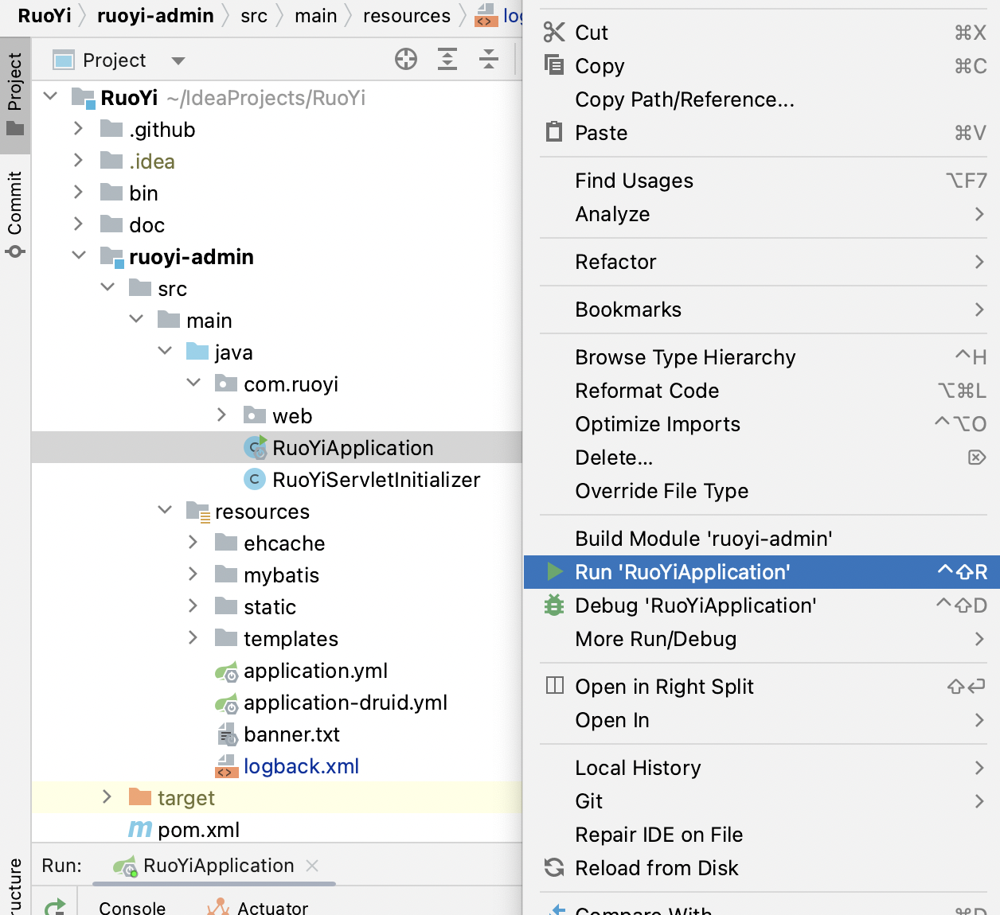 RuoYi ruoyi-admin src main resources
Project
RuoYi ~/IdeaProjects/RuoYi
.github
.idea
bin
doc
ruoyi-admin
src
main
java
com.ruoyi
web
RuoYiApplication
RuoYiServletInitializer
resources
ehcache
mybatis
static
templates
application.yml
application-druid.yml
banner.txt
logback.xml
target
pom.xml
Run: RuoYiApplication
Console Actuator
Project
Commit
Cut ⌘X
Copy ⌘C
Copy Path/Reference...
Paste ⌘V
Find Usages ⌥F7
Analyze
Refactor
Bookmarks
Browse Type Hierarchy ^H
Reformat Code ⌥⌘L
Optimize Imports ^⌥O
Delete... ⌦
Override File Type
Build Module 'ruoyi-admin'
Run 'RuoYiApplication' ^⇧R
Debug 'RuoYiApplication' ^⇧D
More Run/Debug
Open in Right Split ⇧↩
Open In
Local History
Git
Repair IDE on File
Reload from Disk
Compare With ⌘D